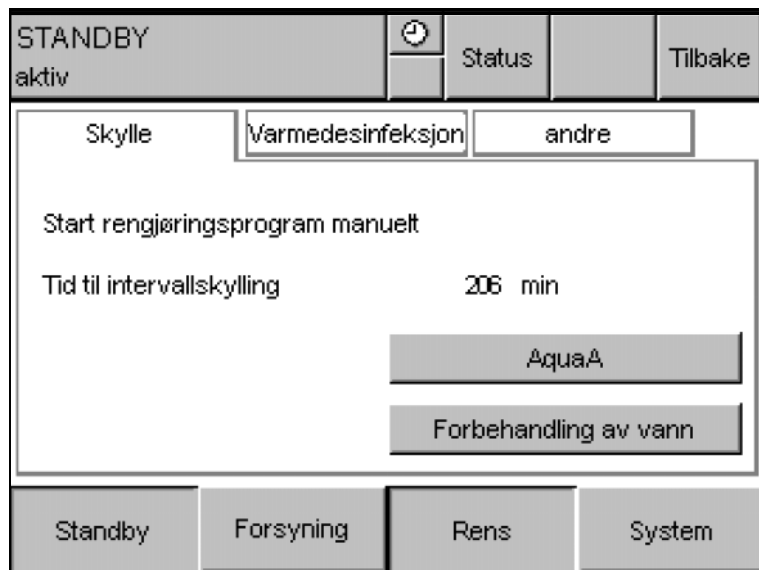 STANDBY
aktiv
Status
Tilbake
Skylle
Varmedesinfeksjon
andre
Start rengjøringsprogram manuelt
Tid til intervallskylling 206 min
AquaA
Forbehandling av vann
Standby
Forsyning
Rens
System